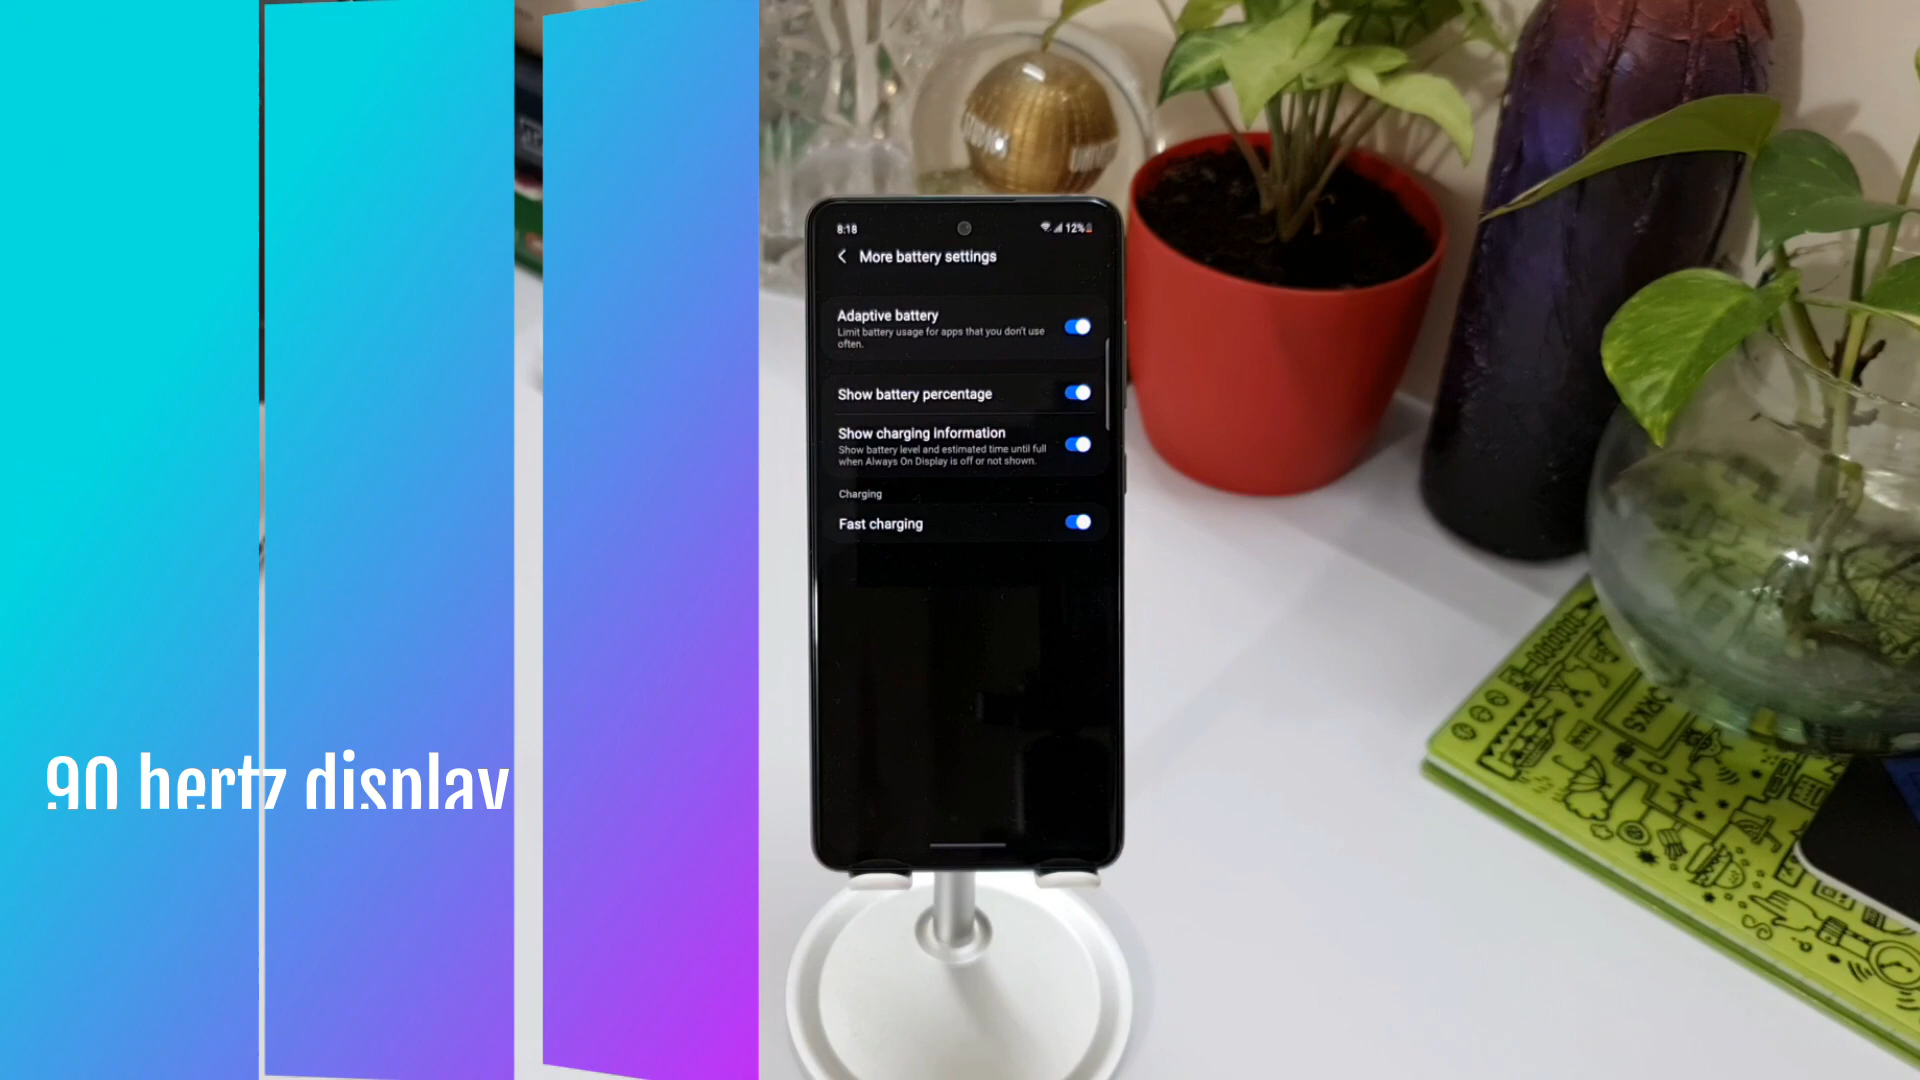 8:18
12%
More battery settings
Adaptive battery
Limit battery usage for apps that you don't use
often.
Show battery percentage
Show charging information
Show battery level and estimated time until full
when Always On Display is off or not shown.
Charging
Fast charging
90 hertz display